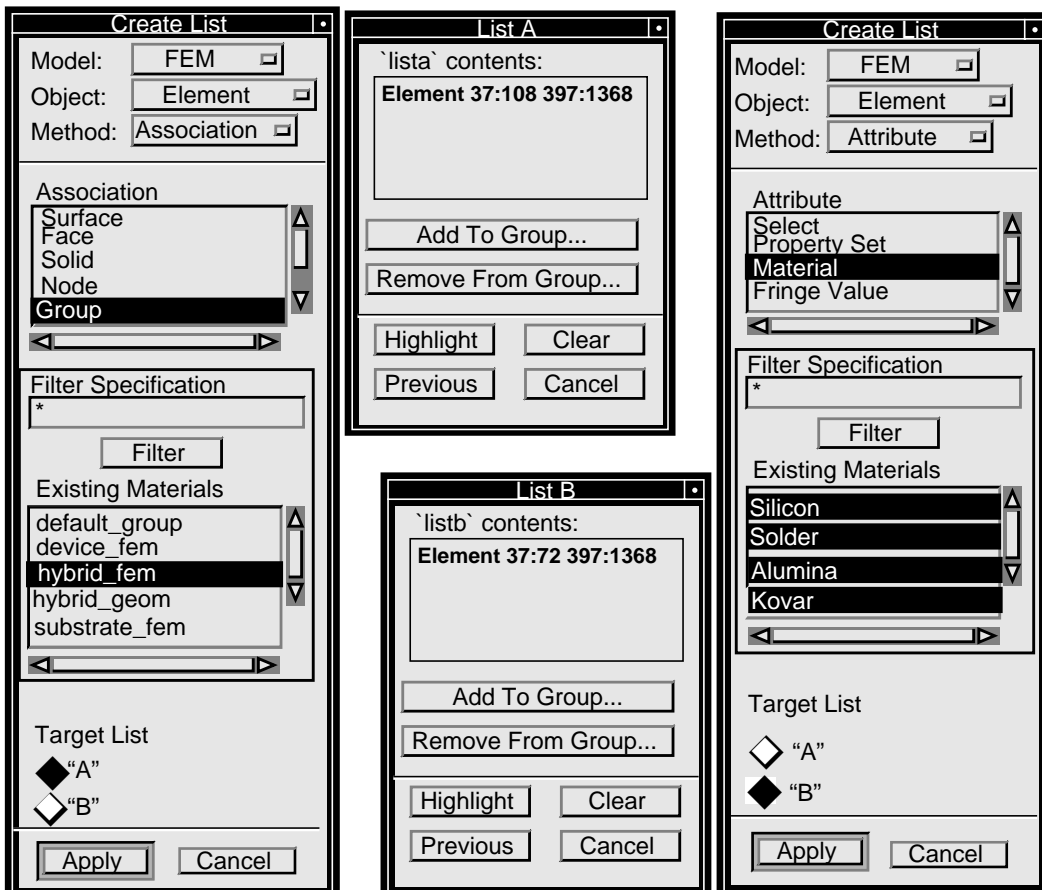 Create List
Model: FEM
Object: Element
Method: Association
Association
Surface
Face
Solid
Node
Group
Filter Specification
*
Filter
Existing Materials
default_group
device_fem
hybrid_fem
hybrid_geom
substrate_fem
Target List
“A”
“B”
Apply Cancel
List A
`lista` contents:
Element 37:108 397:1368
Add To Group...
Remove From Group...
Highlight Clear
Previous Cancel
List B
`listb` contents:
Element 37:72 397:1368
Add To Group...
Remove From Group...
Highlight Clear
Previous Cancel
Create List
Model: FEM
Object: Element
Method: Attribute
Attribute
Select
Property Set
Material
Fringe Value
Filter Specification
*
Filter
Existing Materials
Silicon
Solder
Alumina
Kovar
Target List
“A”
“B”
Apply Cancel